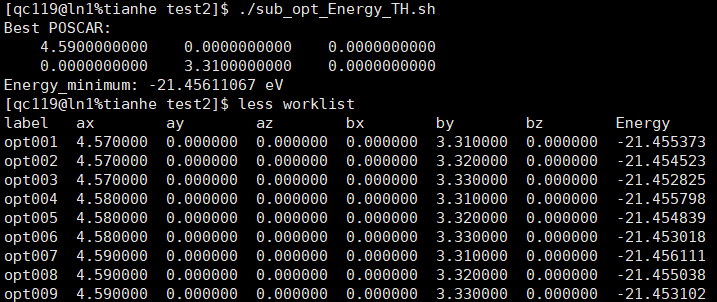 [qc119@ln1%tianhe test2]$ ./sub_opt_Energy_TH.sh
Best POSCAR:
4.5900000000 0.0000000000 0.0000000000
0.0000000000 3.3100000000 0.0000000000
Energy_minimum: -21.45611067 eV
[qc119@ln1%tianhe test2]$ less worklist
label ax ay az bx by bz Energy
opt001 4.570000 0.000000 0.000000 0.000000 3.310000 0.000000 -21.455373
opt002 4.570000 0.000000 0.000000 0.000000 3.320000 0.000000 -21.454523
opt003 4.570000 0.000000 0.000000 0.000000 3.330000 0.000000 -21.452825
opt004 4.580000 0.000000 0.000000 0.000000 3.310000 0.000000 -21.455798
opt005 4.580000 0.000000 0.000000 0.000000 3.320000 0.000000 -21.454839
opt006 4.580000 0.000000 0.000000 0.000000 3.330000 0.000000 -21.453018
opt007 4.590000 0.000000 0.000000 0.000000 3.310000 0.000000 -21.456111
opt008 4.590000 0.000000 0.000000 0.000000 3.320000 0.000000 -21.455038
opt009 4.590000 0.000000 0.000000 0.000000 3.330000 0.000000 -21.453102